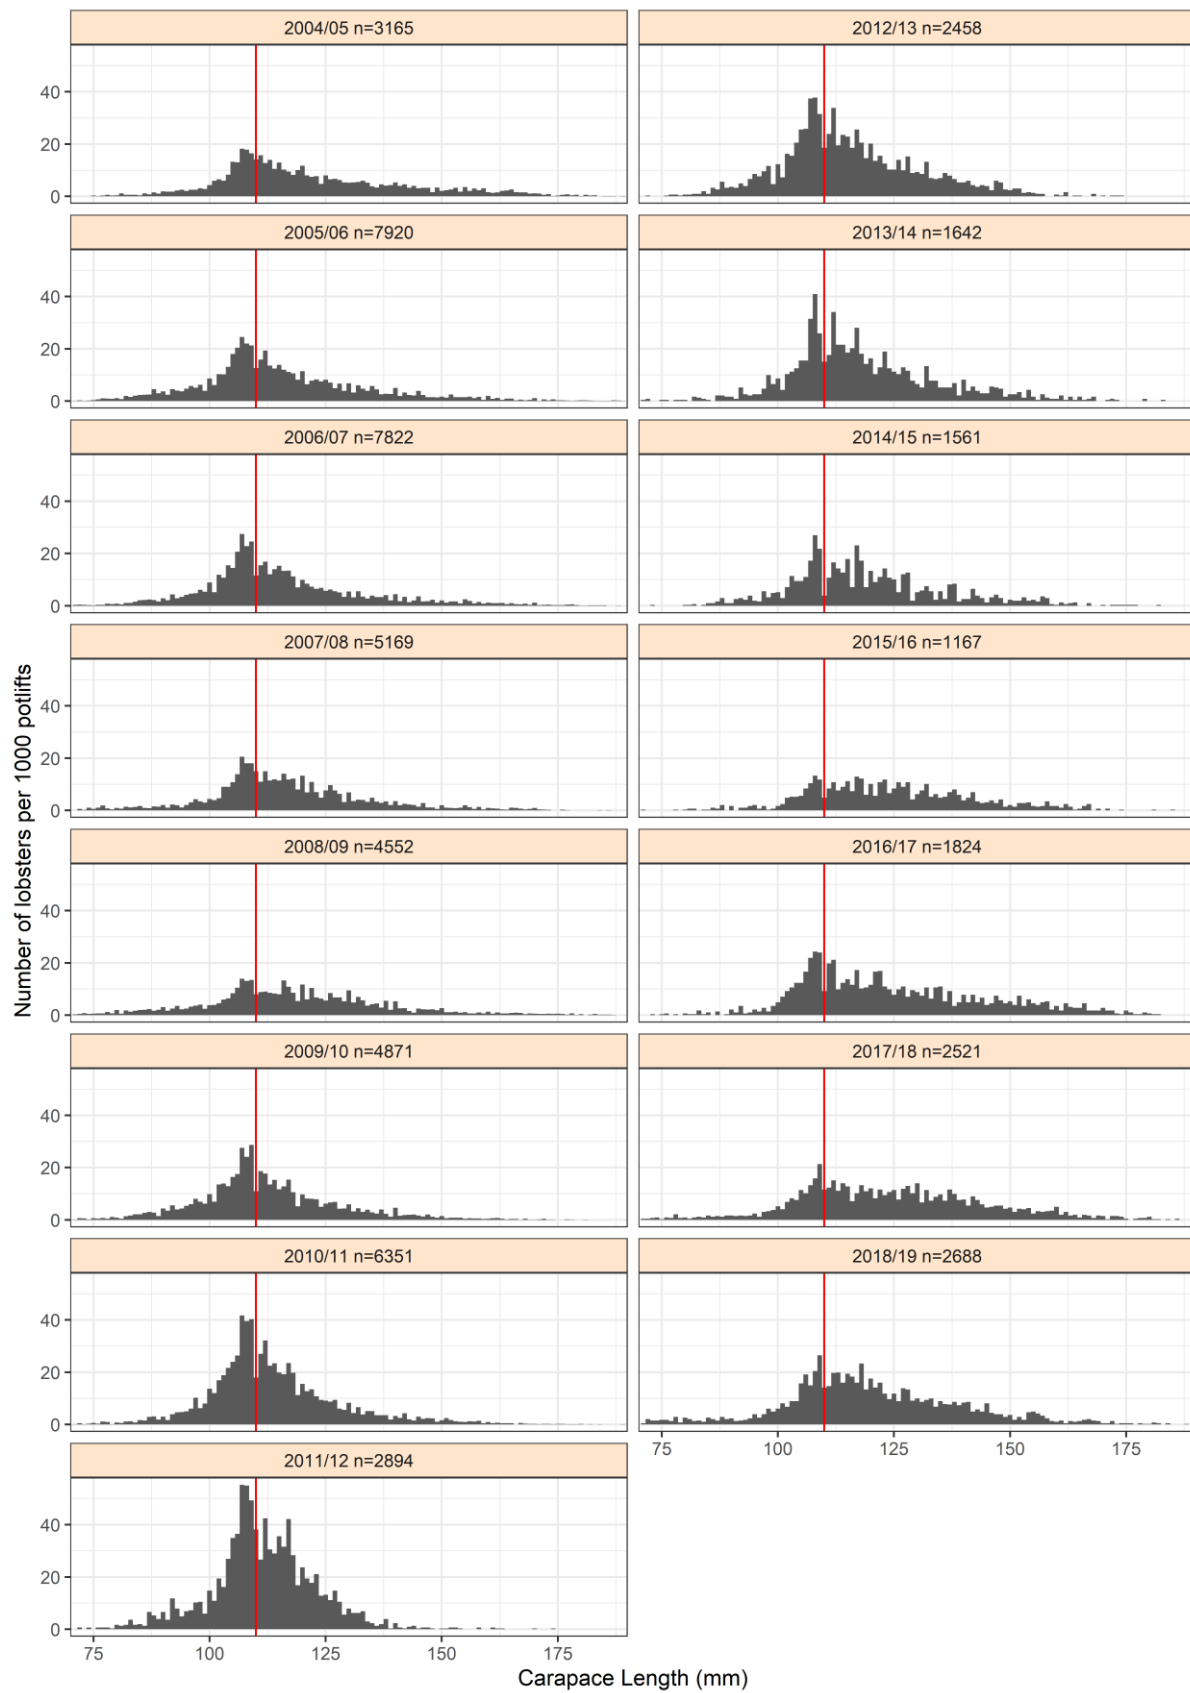 Number of lobsters per 1000 potlifts
2004/05 n=3165
40
20
0
2005/06 n=7920
40
20
0
2006/07 n=7822
40
20
0
2007/08 n=5169
40
20
0
2008/09 n=4552
40
20
0
2009/10 n=4871
40
20
0
2010/11 n=6351
40
20
0
2011/12 n=2894
40
20
0
75 100 125 150 175
2012/13 n=2458
2013/14 n=1642
2014/15 n=1561
2015/16 n=1167
2016/17 n=1824
2017/18 n=2521
2018/19 n=2688
75 100 125 150 175
Carapace Length (mm)